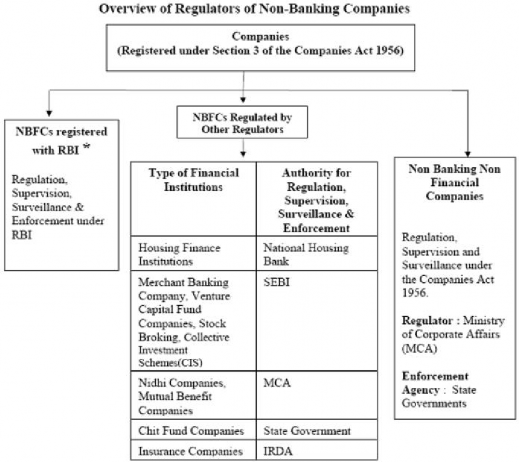 Overview of Regulators of Non-Banking Companies
Companies
(Registered under Section 3 of the Companies Act 1956)
NBFCs registered
with RBI *
Regulation,
Supervision,
Surveillance &
Enforcement under
RBI
NBFCs Regulated by
Other Regulators
Type of Financial
Institutions
Authority for
Regulation,
Supervision,
Surveillance &
Enforcement
Housing Finance
Institutions
National Housing
Bank
Merchant Banking
Company, Venture
Capital Fund
Companies, Stock
Broking, Collective
Investment
Schemes(CIS)
SEBI
Nidhi Companies,
Mutual Benefit
Companies
MCA
Chit Fund Companies
State Government
Insurance Companies
IRDA
Non Banking Non
Financial
Companies
Regulation,
Supervision and
Surveillance under
the Companies Act
1956.
Regulator : Ministry
of Corporate Affairs
(MCA)
Enforcement
Agency : State
Governments